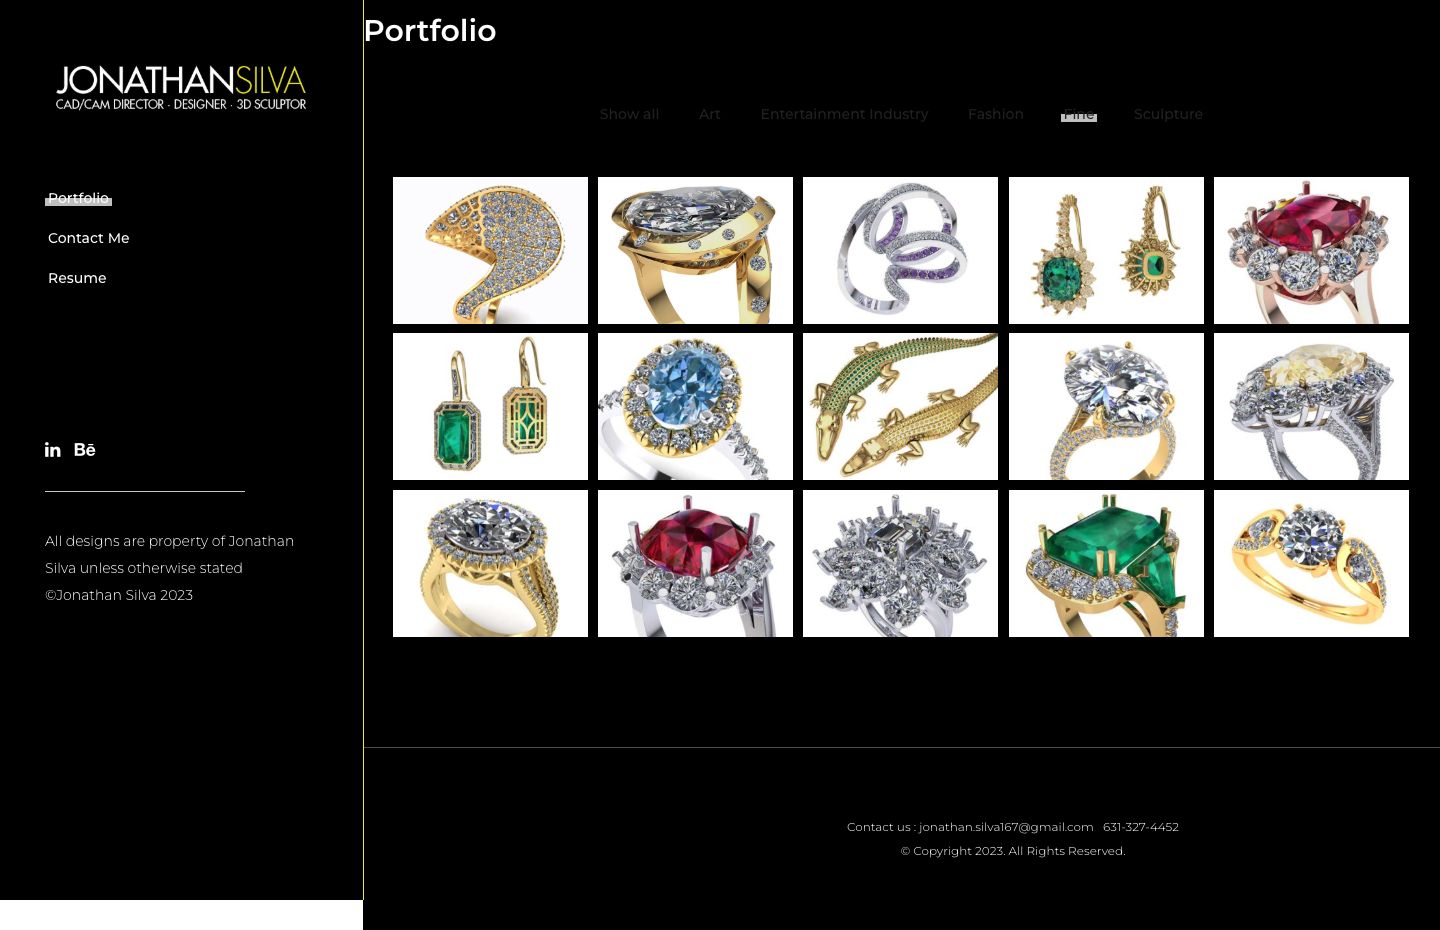 JONATHANSILVA
CAD/CAM DIRECTOR · DESIGNER · 3D SCULPTOR
Portfolio
Contact Me
Resume
Bē
All designs are property of Jonathan
Silva unless otherwise stated
©Jonathan Silva 2023
Portfolio
Show all Art Entertainment Industry Fashion Fine Sculpture
Contact us : jonathan.silva167@gmail.com 631-327-4452
© Copyright 2023. All Rights Reserved.